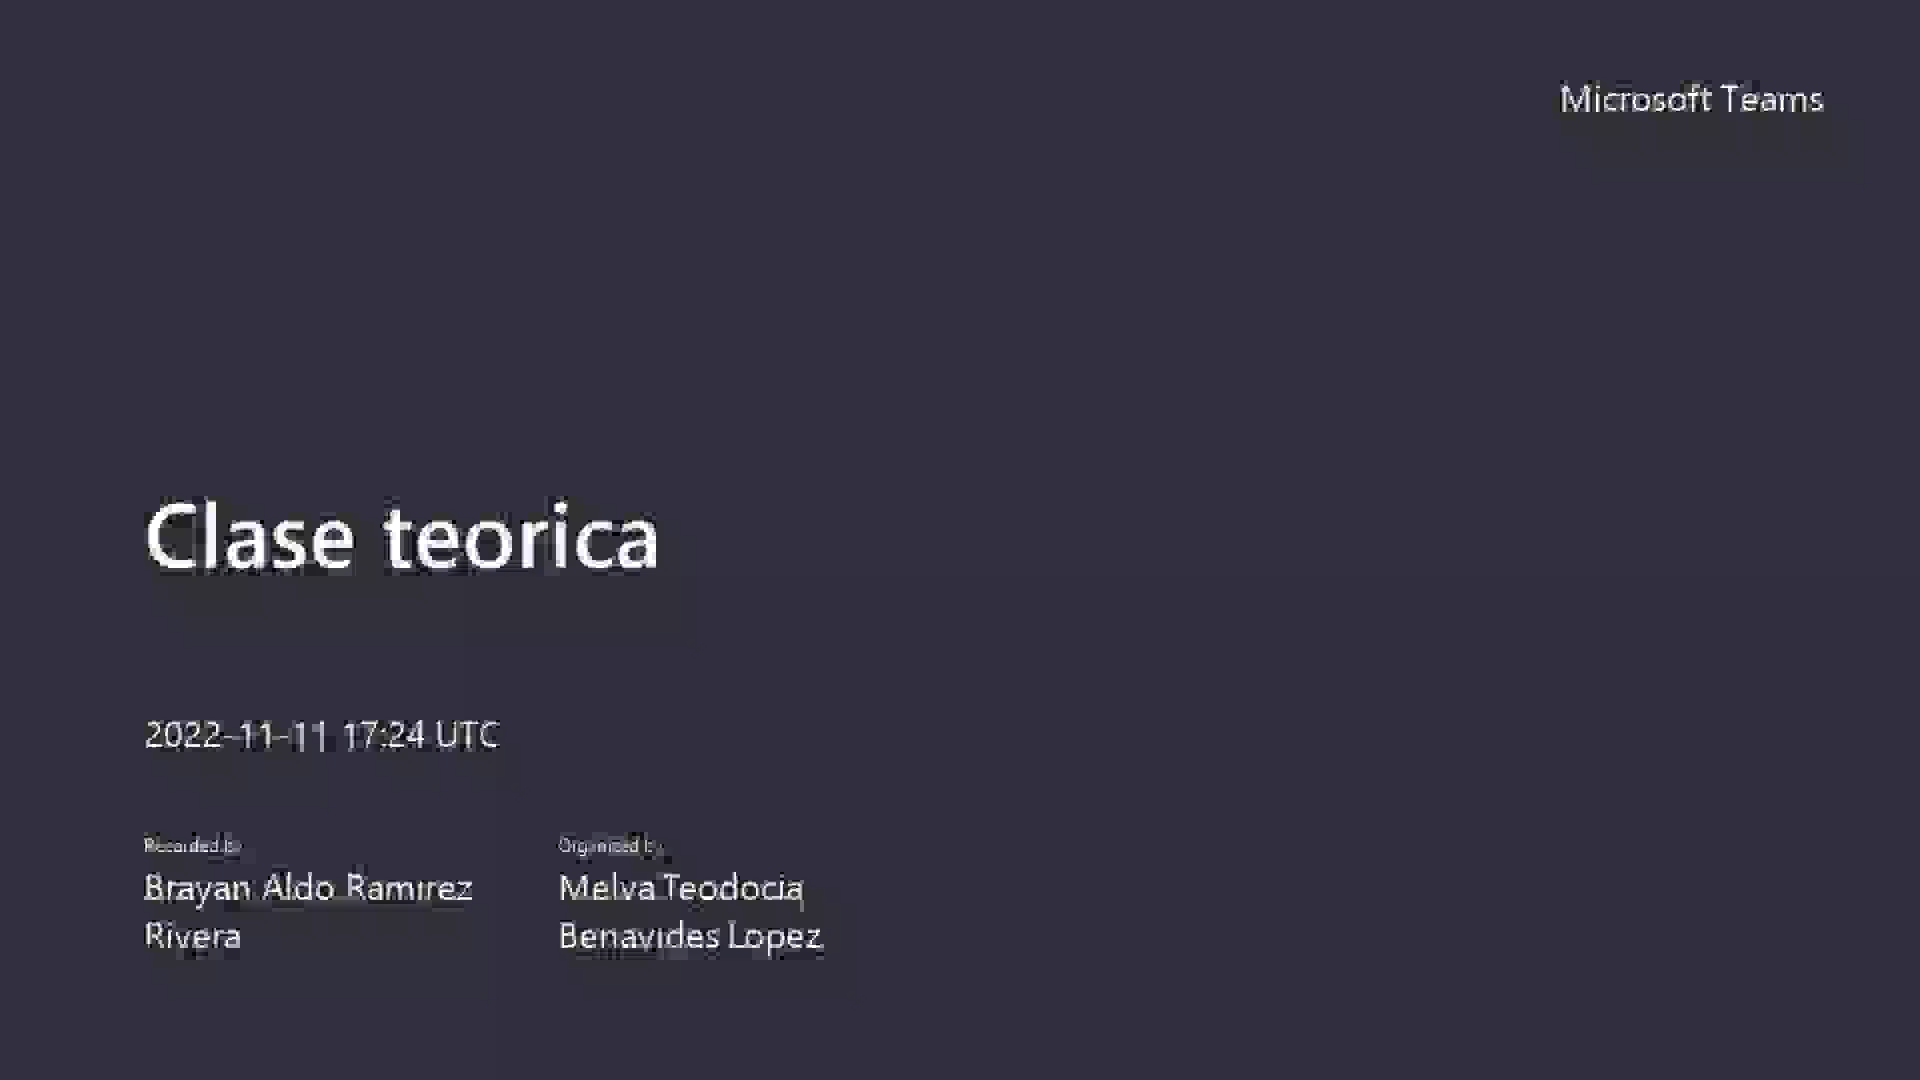 Microsoft Teams
Clase teorica
2022-11-11 17:24 UTC
Recorded by
Organized by
Brayan Aldo Ramirez
Melva Teodocia
Rivera
Benavides Lopez